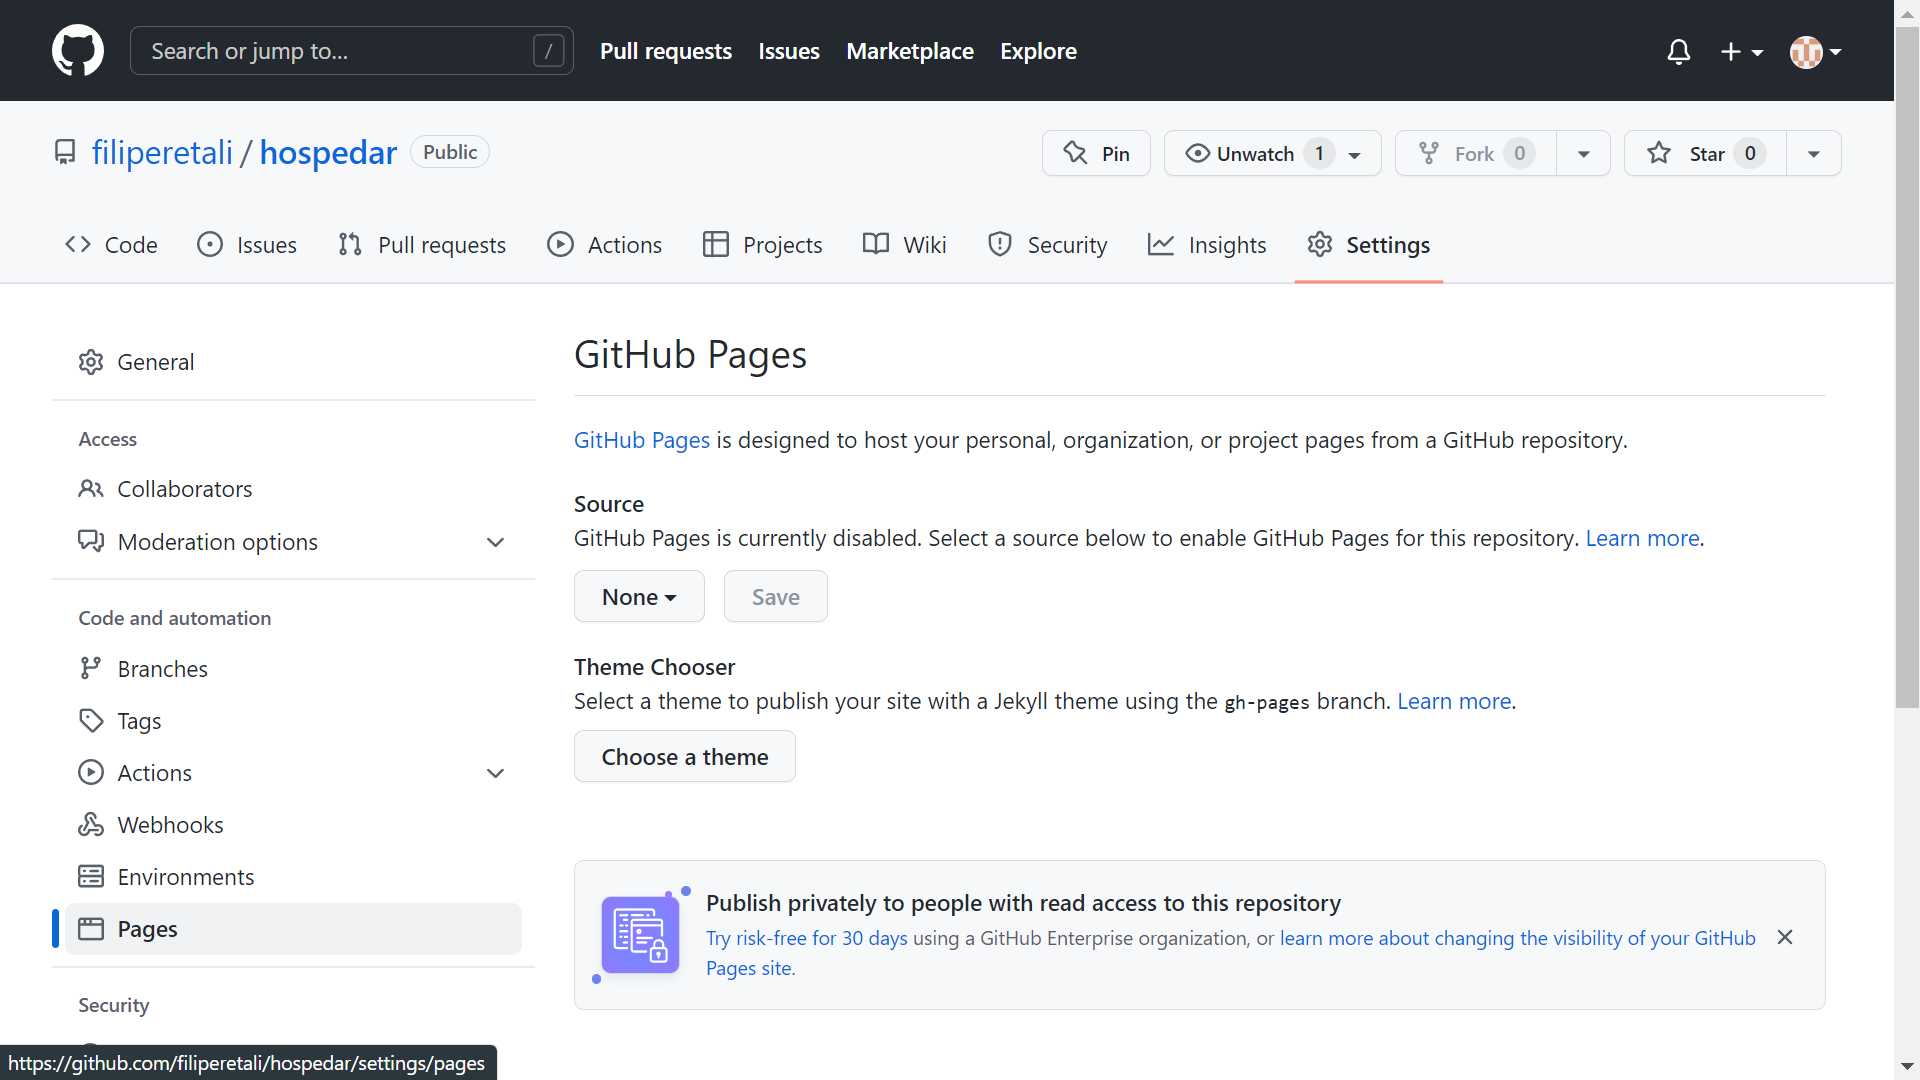 Search or jump to... /
Pull requests Issues Marketplace Explore
filiperetali / hospedar Public
Pin Unwatch 1 Fork 0 Star 0
Code Issues Pull requests Actions Projects Wiki Security Insights Settings
General
Access
Collaborators
Moderation options
Code and automation
Branches
Tags
Actions
Webhooks
Environments
Pages
Security
GitHub Pages
GitHub Pages is designed to host your personal, organization, or project pages from a GitHub repository.
Source
GitHub Pages is currently disabled. Select a source below to enable GitHub Pages for this repository. Learn more.
None Save
Theme Chooser
Select a theme to publish your site with a Jekyll theme using the gh-pages branch. Learn more.
Choose a theme
Publish privately to people with read access to this repository
Try risk-free for 30 days using a GitHub Enterprise organization, or learn more about changing the visibility of your GitHub
Pages site.
https://github.com/filiperetali/hospedar/settings/pages